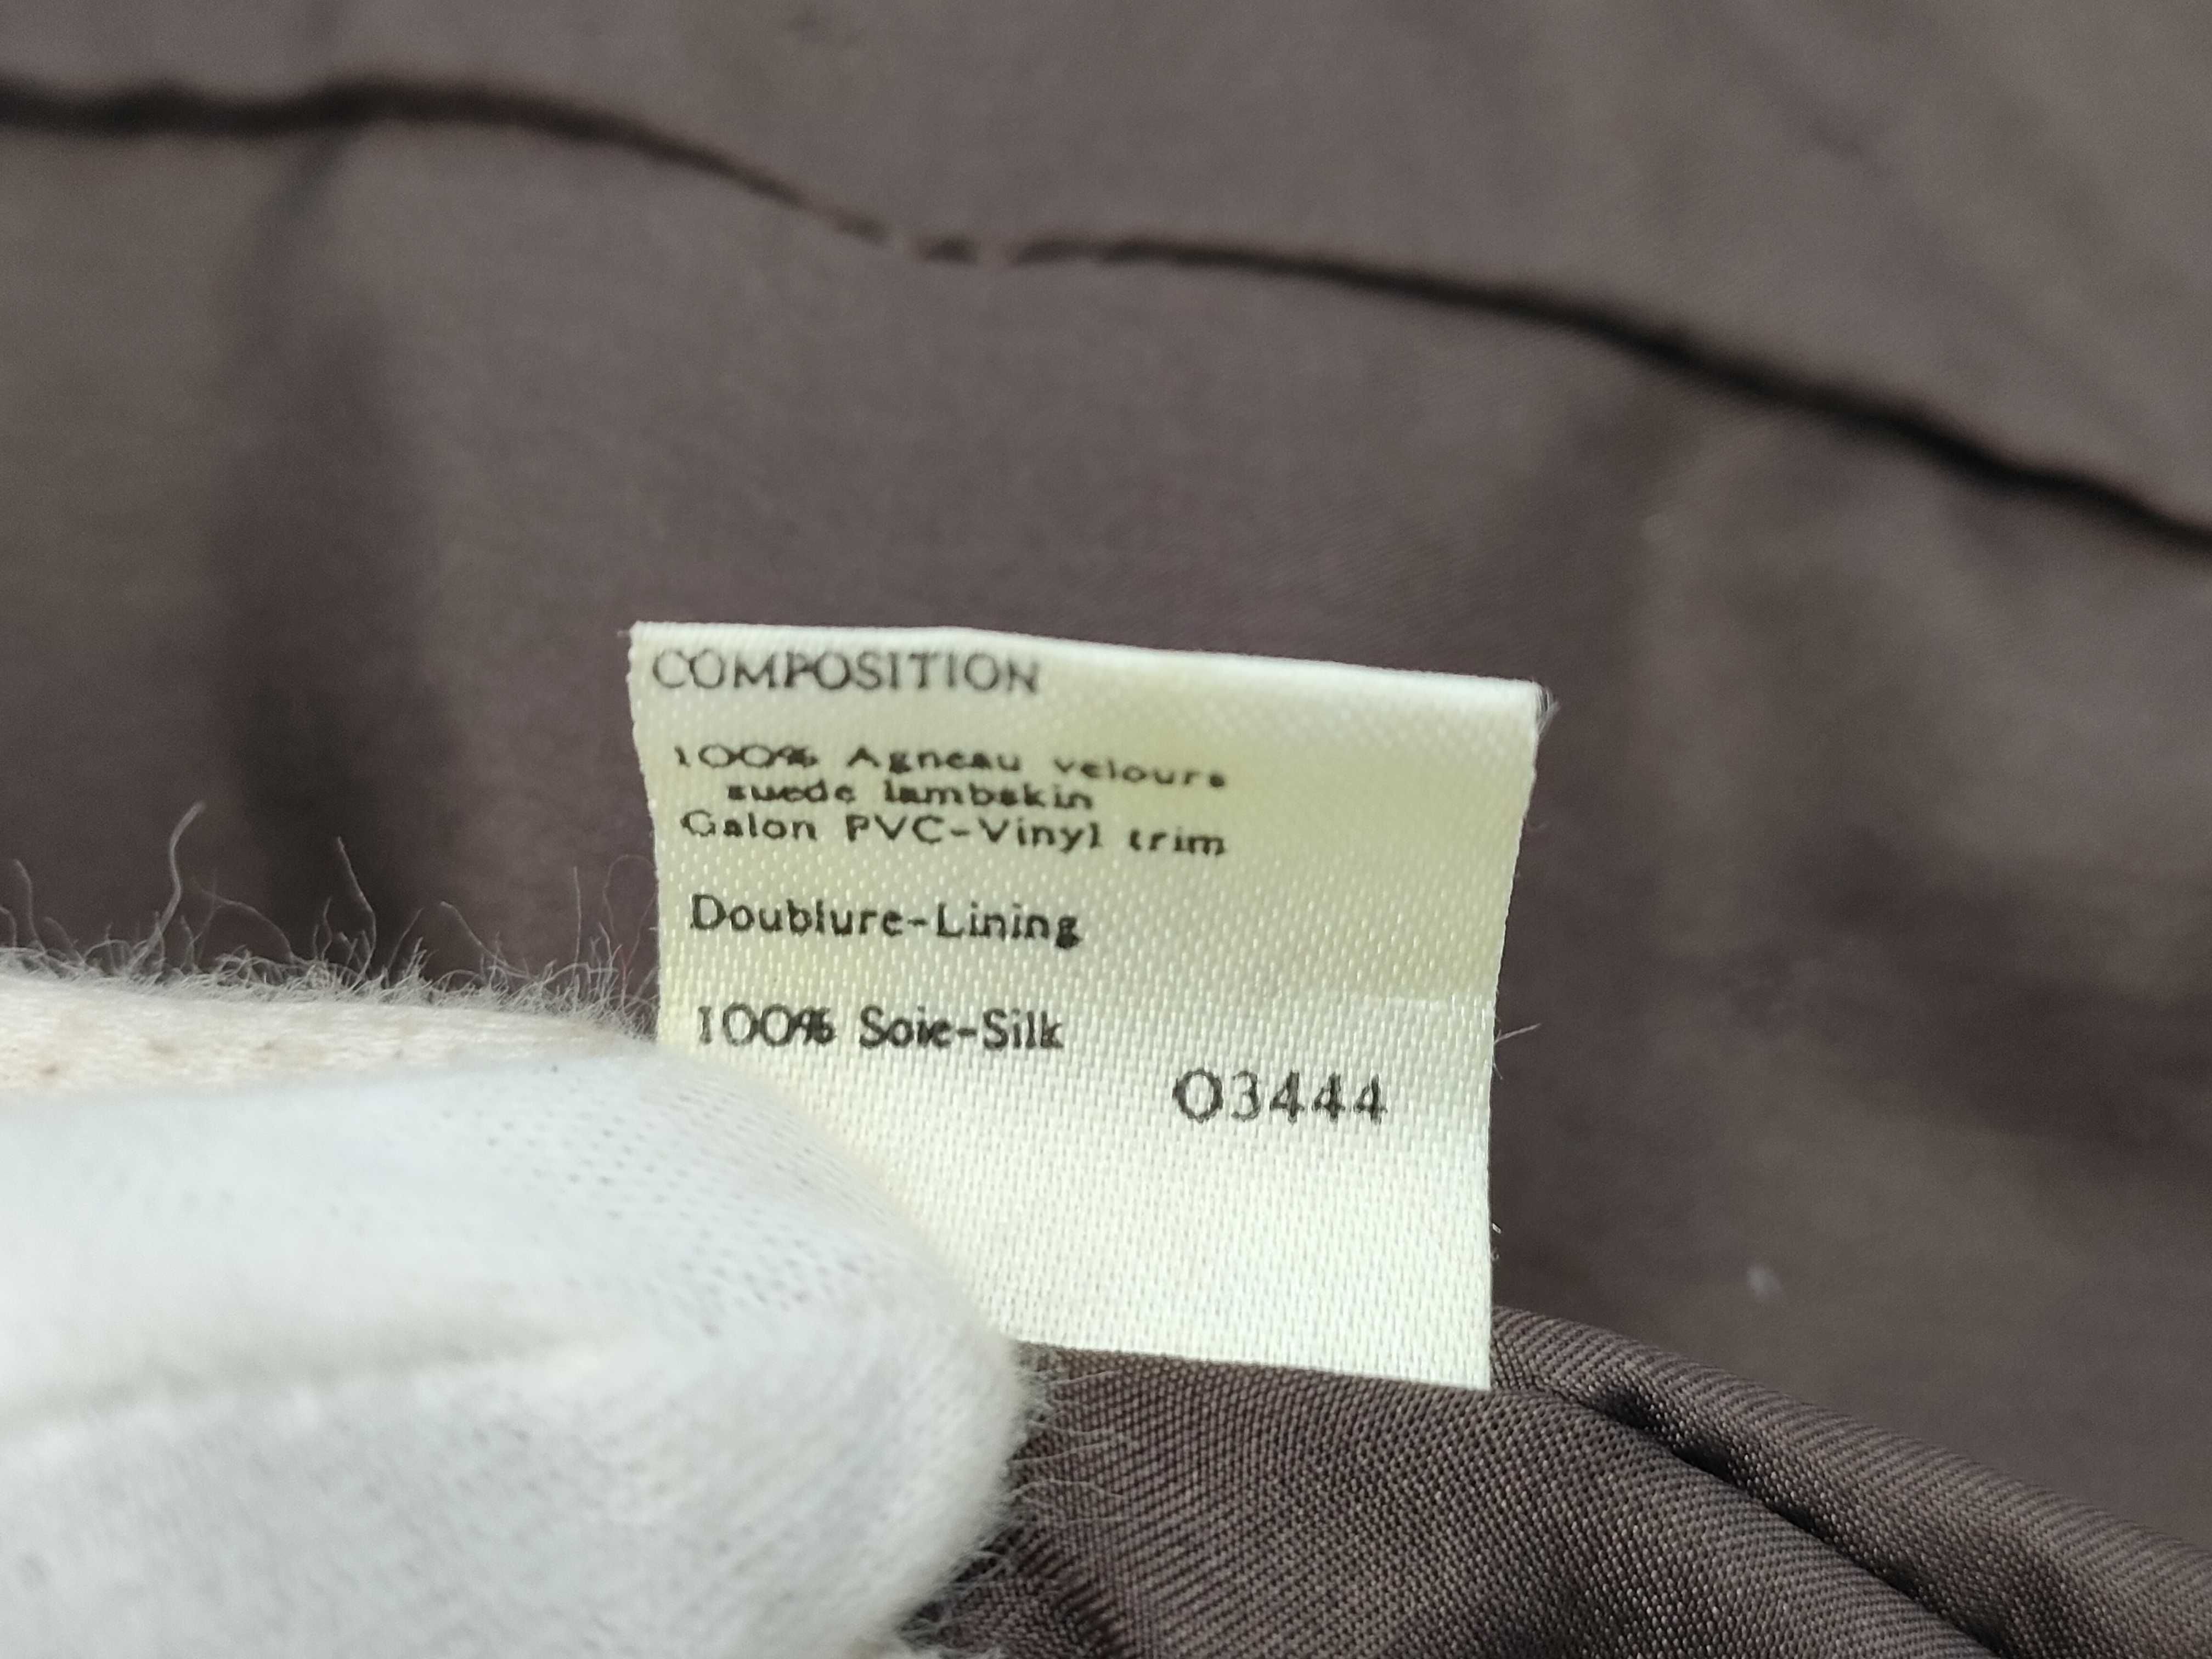 COMPOSITION
100% Agneau velours
suede lambskin
Galon PVC-Vinyl trim
Doublure-Lining
100% Soie-Silk
03444